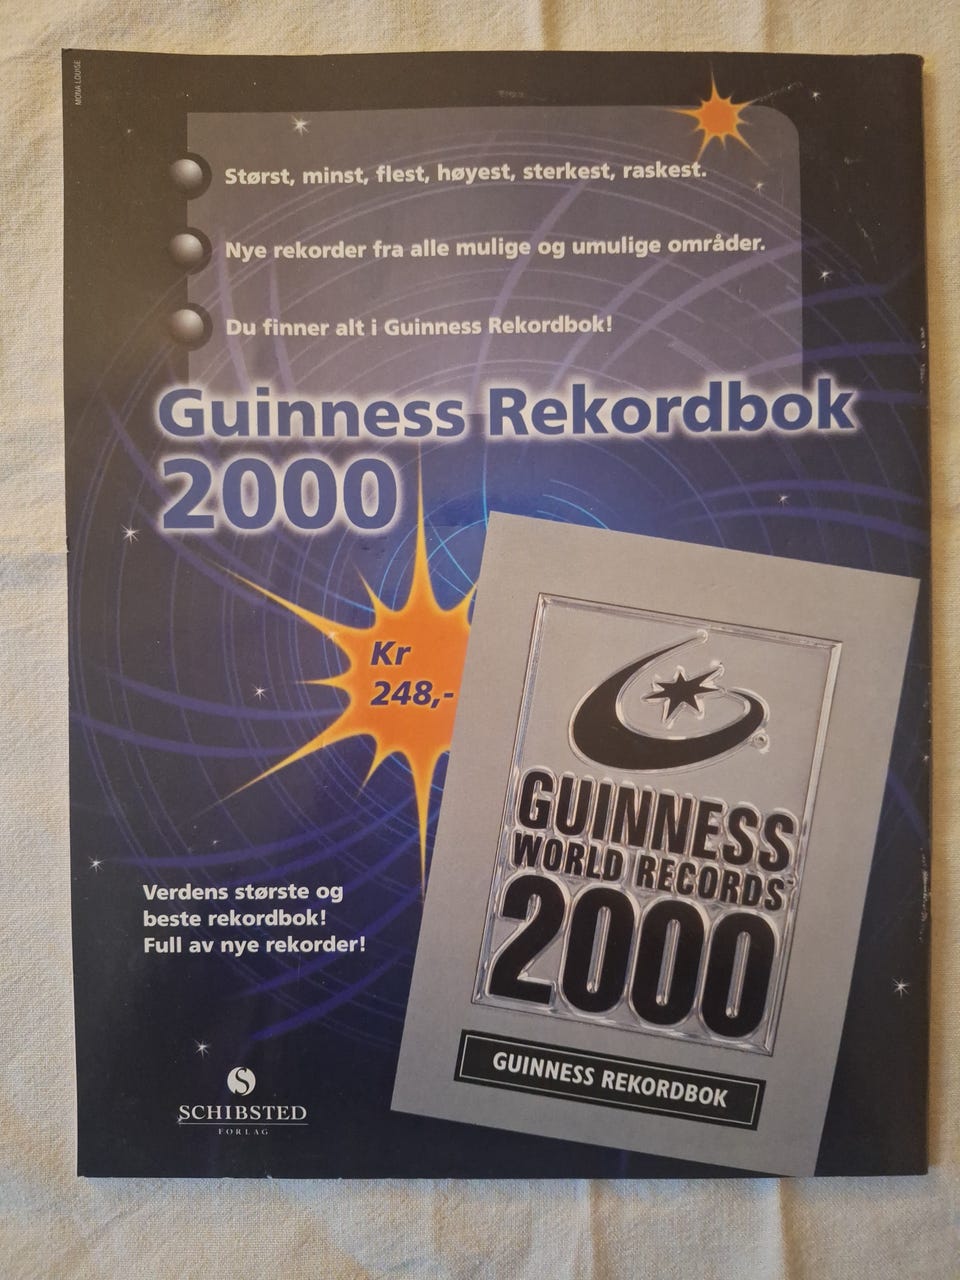 MONA LOUISE
Størst, minst, flest, høyest, sterkest, raskest.
Nye rekorder fra alle mulige og umulige områder.
Du finner alt i Guinness Rekordbok!
Guinness Rekordbok
2000
Kr
248,-
GUINNESS
WORLD RECORDS™
2000
GUINNESS REKORDBOK
Verdens største og
beste rekordbok!
Full av nye rekorder!
S
SCHIBSTED
FORLAG